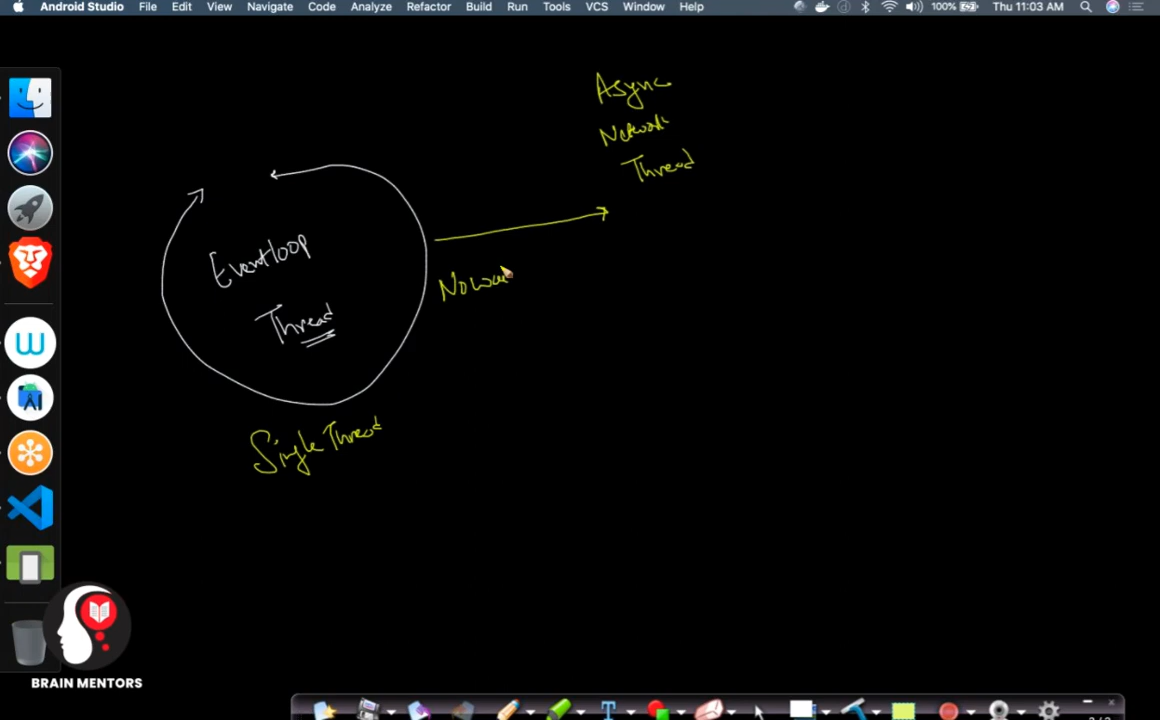 Android Studio File Edit View Navigate Code Analyze Refactor Build Run Tools VCS Window Help 100% Thu 11:03 AM
Async
Network
Thread
Eventloop
Thread
Single Thread
BRAIN MENTORS